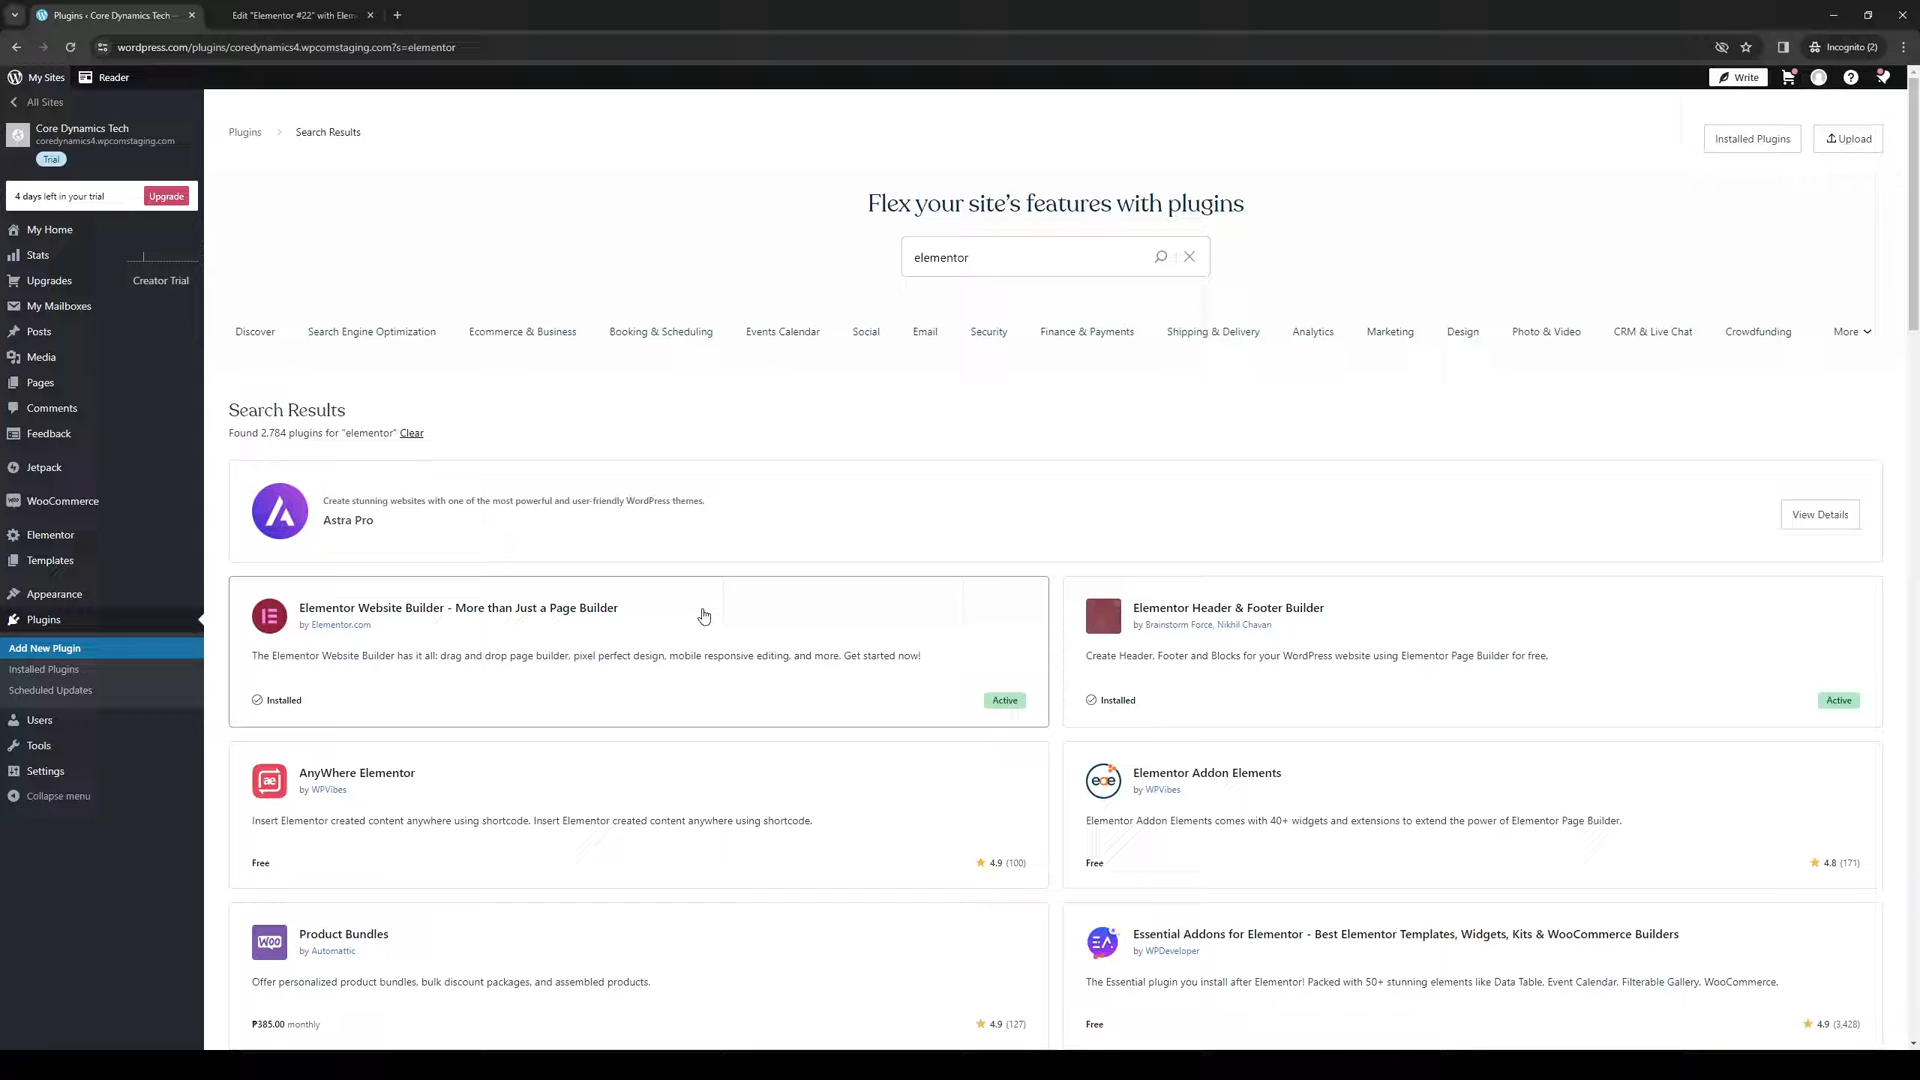 Plugins ‹ Core Dynamics Tech —
Edit "Elementor #22" with Elem
wordpress.com/plugins/coredynamics4.wpcomstaging.com?s=elementor
Incognito (2)
My Sites
Reader
Write
All Sites
Core Dynamics Tech
coredynamics4.wpcomstaging.com
Trial
4 days left in your trial
Upgrade
My Home
Stats
Upgrades
Creator Trial
My Mailboxes
Posts
Media
Pages
Comments
Feedback
Jetpack
WooCommerce
Elementor
Templates
Appearance
Plugins
Add New Plugin
Installed Plugins
Scheduled Updates
Users
Tools
Settings
Collapse menu
Plugins > Search Results
Installed Plugins
Upload
Flex your site's features with plugins
elementor
Discover Search Engine Optimization Ecommerce & Business Booking & Scheduling Events Calendar Social Email Security Finance & Payments Shipping & Delivery Analytics Marketing Design Photo & Video CRM & Live Chat Crowdfunding More
Search Results
Found 2,784 plugins for "elementor" Clear
Create stunning websites with one of the most powerful and user-friendly WordPress themes.
Astra Pro
View Details
Elementor Website Builder - More than Just a Page Builder
by Elementor.com
The Elementor Website Builder has it all: drag and drop page builder, pixel perfect design, mobile responsive editing, and more. Get started now!
Installed
Active
Elementor Header & Footer Builder
by Brainstorm Force, Nikhil Chavan
Create Header, Footer and Blocks for your WordPress website using Elementor Page Builder for free.
Installed
Active
AnyWhere Elementor
by WPVibes
Insert Elementor created content anywhere using shortcode. Insert Elementor created content anywhere using shortcode.
Free
4.9 (100)
Elementor Addon Elements
by WPVibes
Elementor Addon Elements comes with 40+ widgets and extensions to extend the power of Elementor Page Builder.
Free
4.8 (171)
Woo
Product Bundles
by Automattic
Offer personalized product bundles, bulk discount packages, and assembled products.
₱385.00 monthly
4.9 (127)
Essential Addons for Elementor - Best Elementor Templates, Widgets, Kits & WooCommerce Builders
by WPDeveloper
The Essential plugin you install after Elementor! Packed with 50+ stunning elements like Data Table, Event Calendar, Filterable Gallery, WooCommerce.
Free
4.9 (3,428)